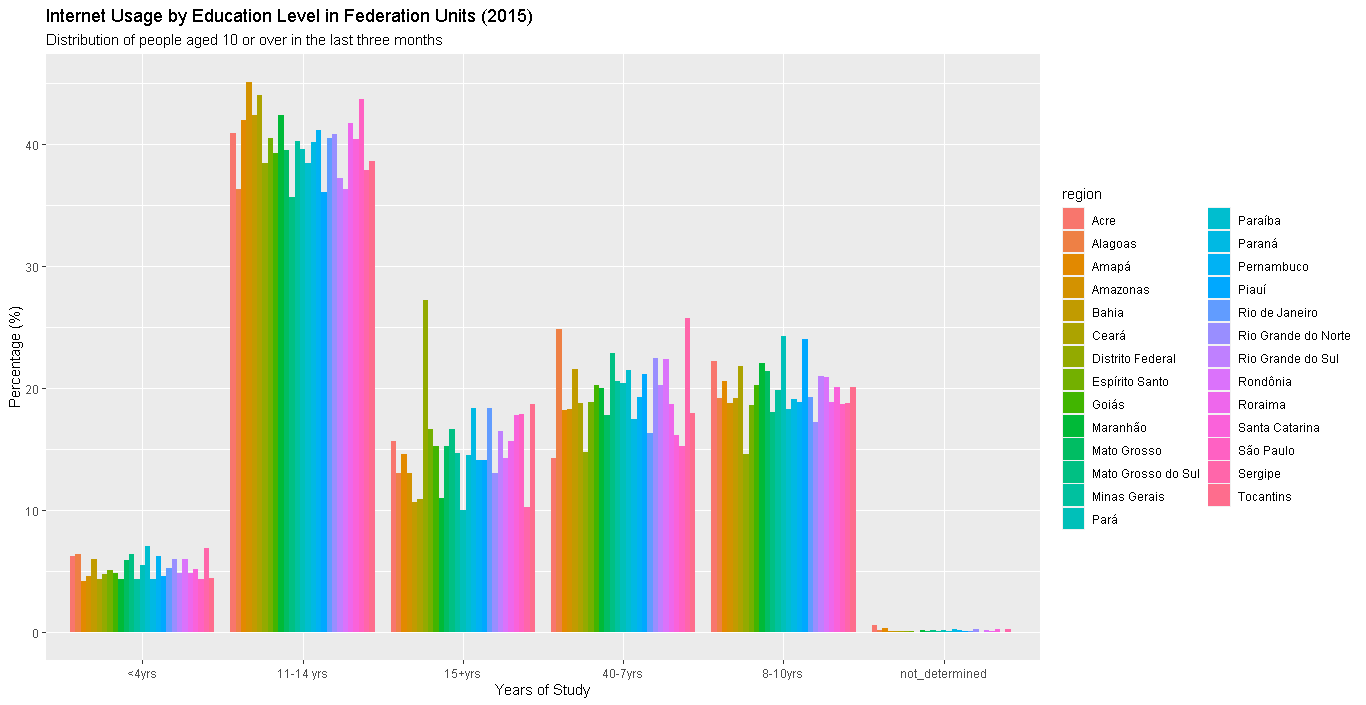 Internet Usage by Education Level in Federation Units (2015)
Distribution of people aged 10 or over in the last three months
Percentage (%)
40
30
20
10
0
<4yrs
11-14 yrs
15+yrs
40-7yrs
8-10yrs
not_determined
Years of Study
region
Acre
Alagoas
Amapá
Amazonas
Bahia
Ceará
Distrito Federal
Espírito Santo
Goiás
Maranhão
Mato Grosso
Mato Grosso do Sul
Minas Gerais
Pará
Paraíba
Paraná
Pernambuco
Piauí
Rio de Janeiro
Rio Grande do Norte
Rio Grande do Sul
Rondônia
Roraima
Santa Catarina
São Paulo
Sergipe
Tocantins